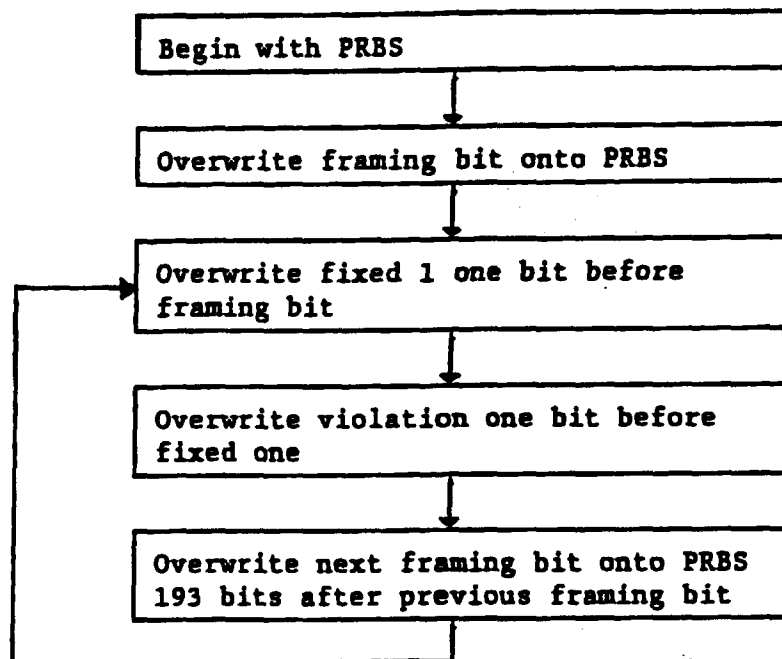 Begin with PRBS
Overwrite framing bit onto PRBS
Overwrite fixed 1 one bit before
framing bit
Overwrite violation one bit before
fixed one
Overwrite next framing bit onto PRBS
193 bits after previous framing bit